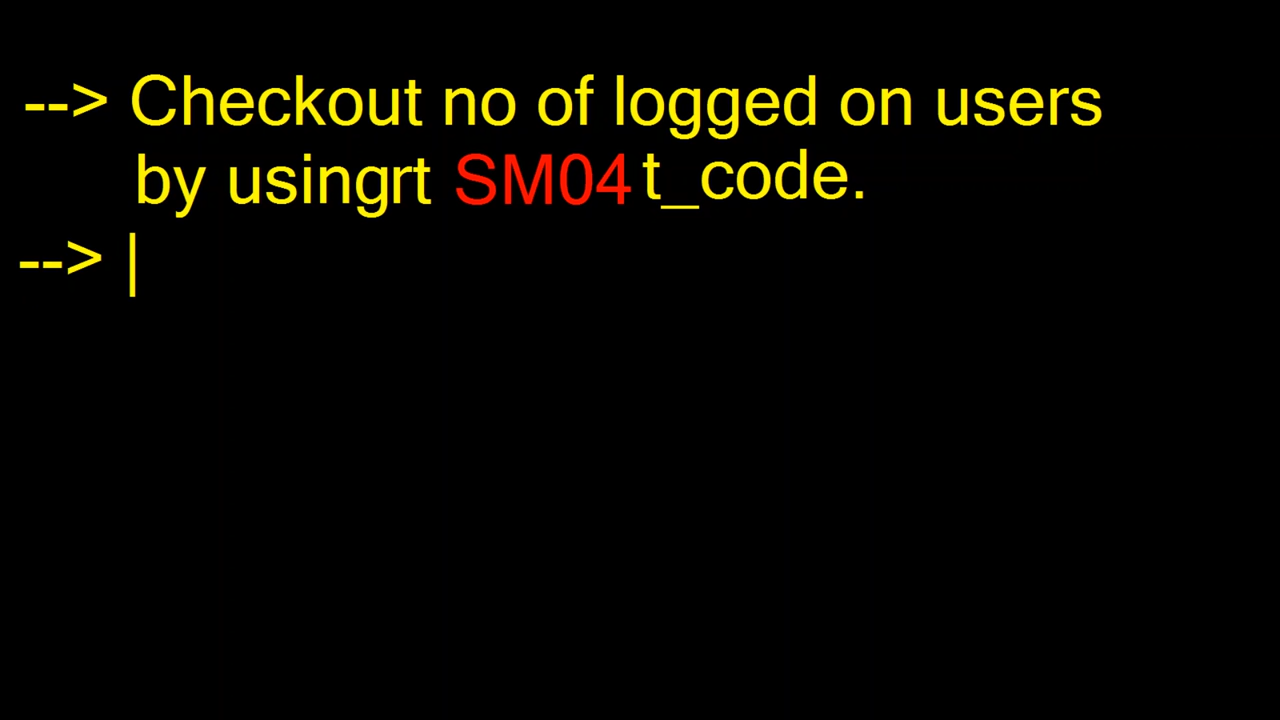 --> Checkout no of logged on users
by usingrt SM04 t_code.
--> |